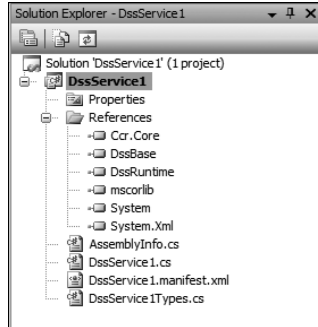 Solution Explorer - DssService1
Solution 'DssService1' (1 project)
DssService1
Properties
References
Ccr.Core
DssBase
DssRuntime
mscorlib
System
System.Xml
AssemblyInfo.cs
DssService1.cs
DssService1.manifest.xml
DssService1Types.cs